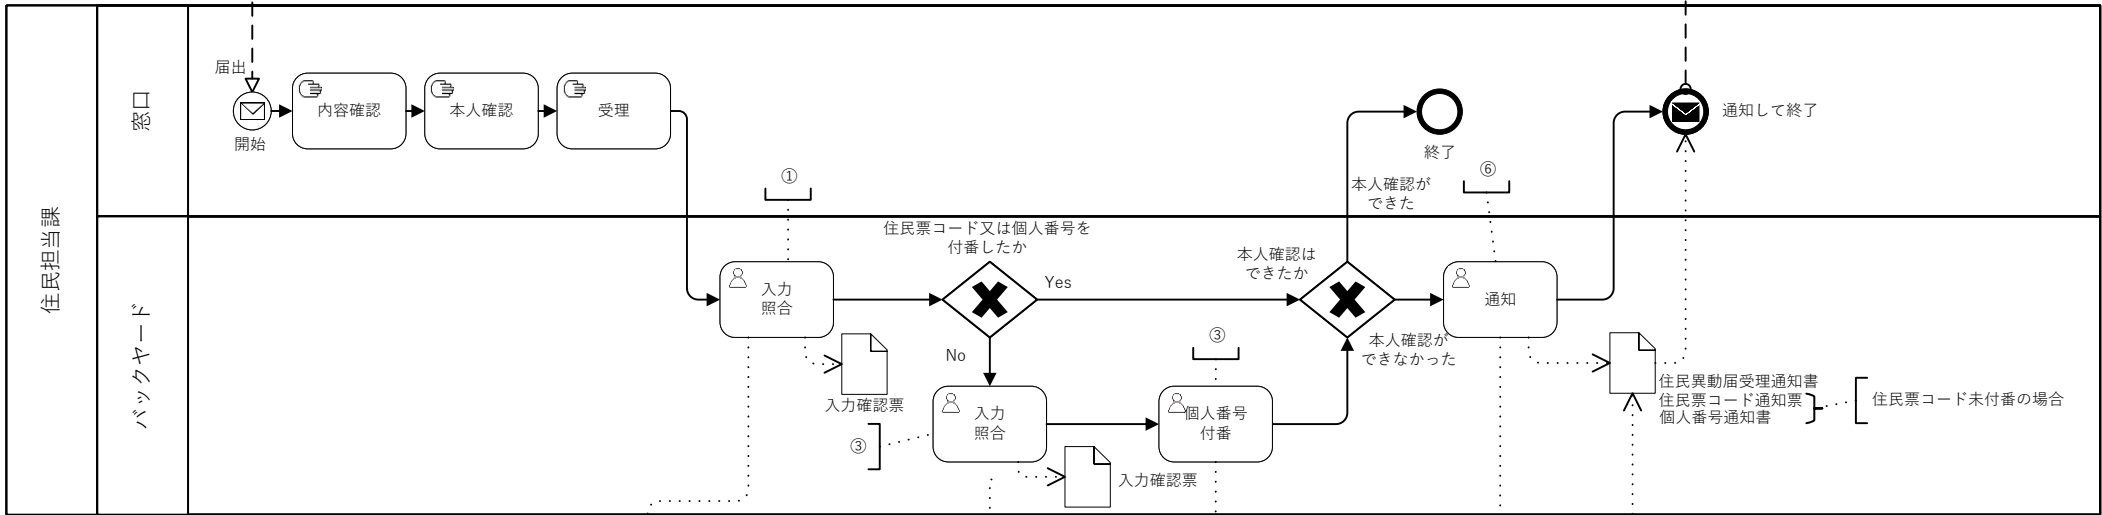 住民担当課
窓口
バックヤード
届出
開始
内容確認
本人確認
受理
①
入力
照合
入力確認票
住民票コード又は個人番号を
付番したか
Yes
No
③
入力
照合
入力確認票
③
個人番号
付番
本人確認は
できたか
本人確認が
できた
終了
本人確認が
できなかった
⑥
通知
通知して終了
住民異動届受理通知書
住民票コード通知票
個人番号通知書
住民票コード未付番の場合